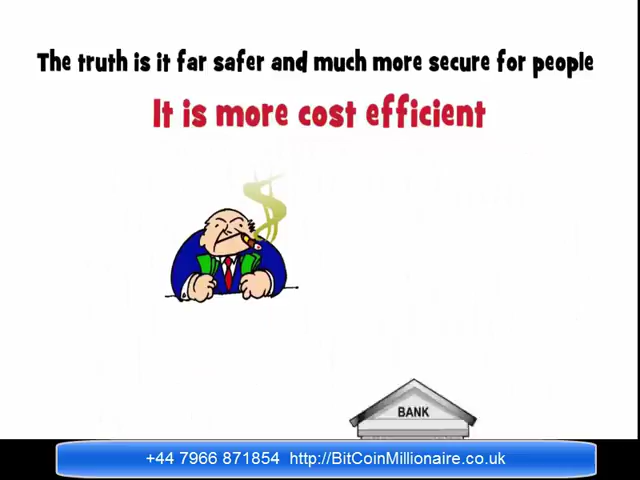 The truth is it far safer and much more secure for people
It is more cost efficient
BANK
+44 7966 871854 http://BitCoinMillionaire.co.uk